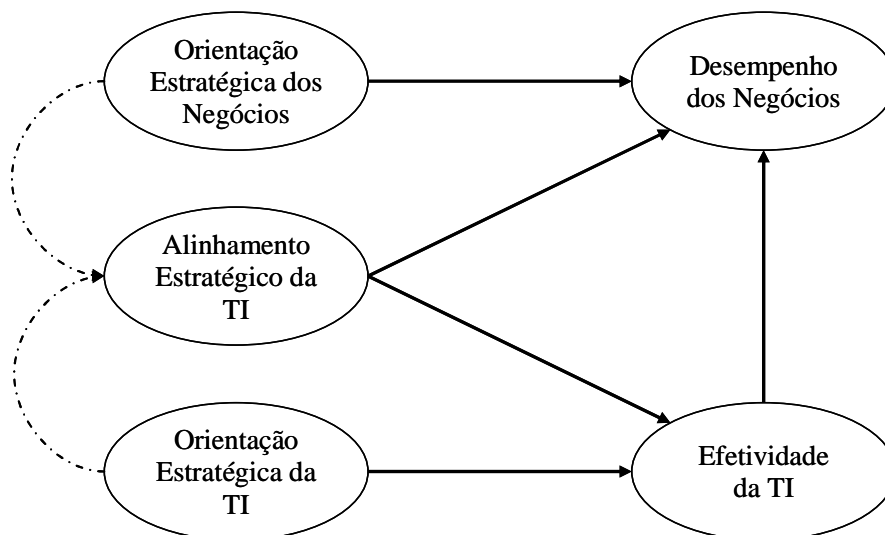 Orientação
Estratégica dos
Negócios
Desempenho
dos Negócios
Alinhamento
Estratégico da
TI
Orientação
Estratégica da
TI
Efetividade
da TI